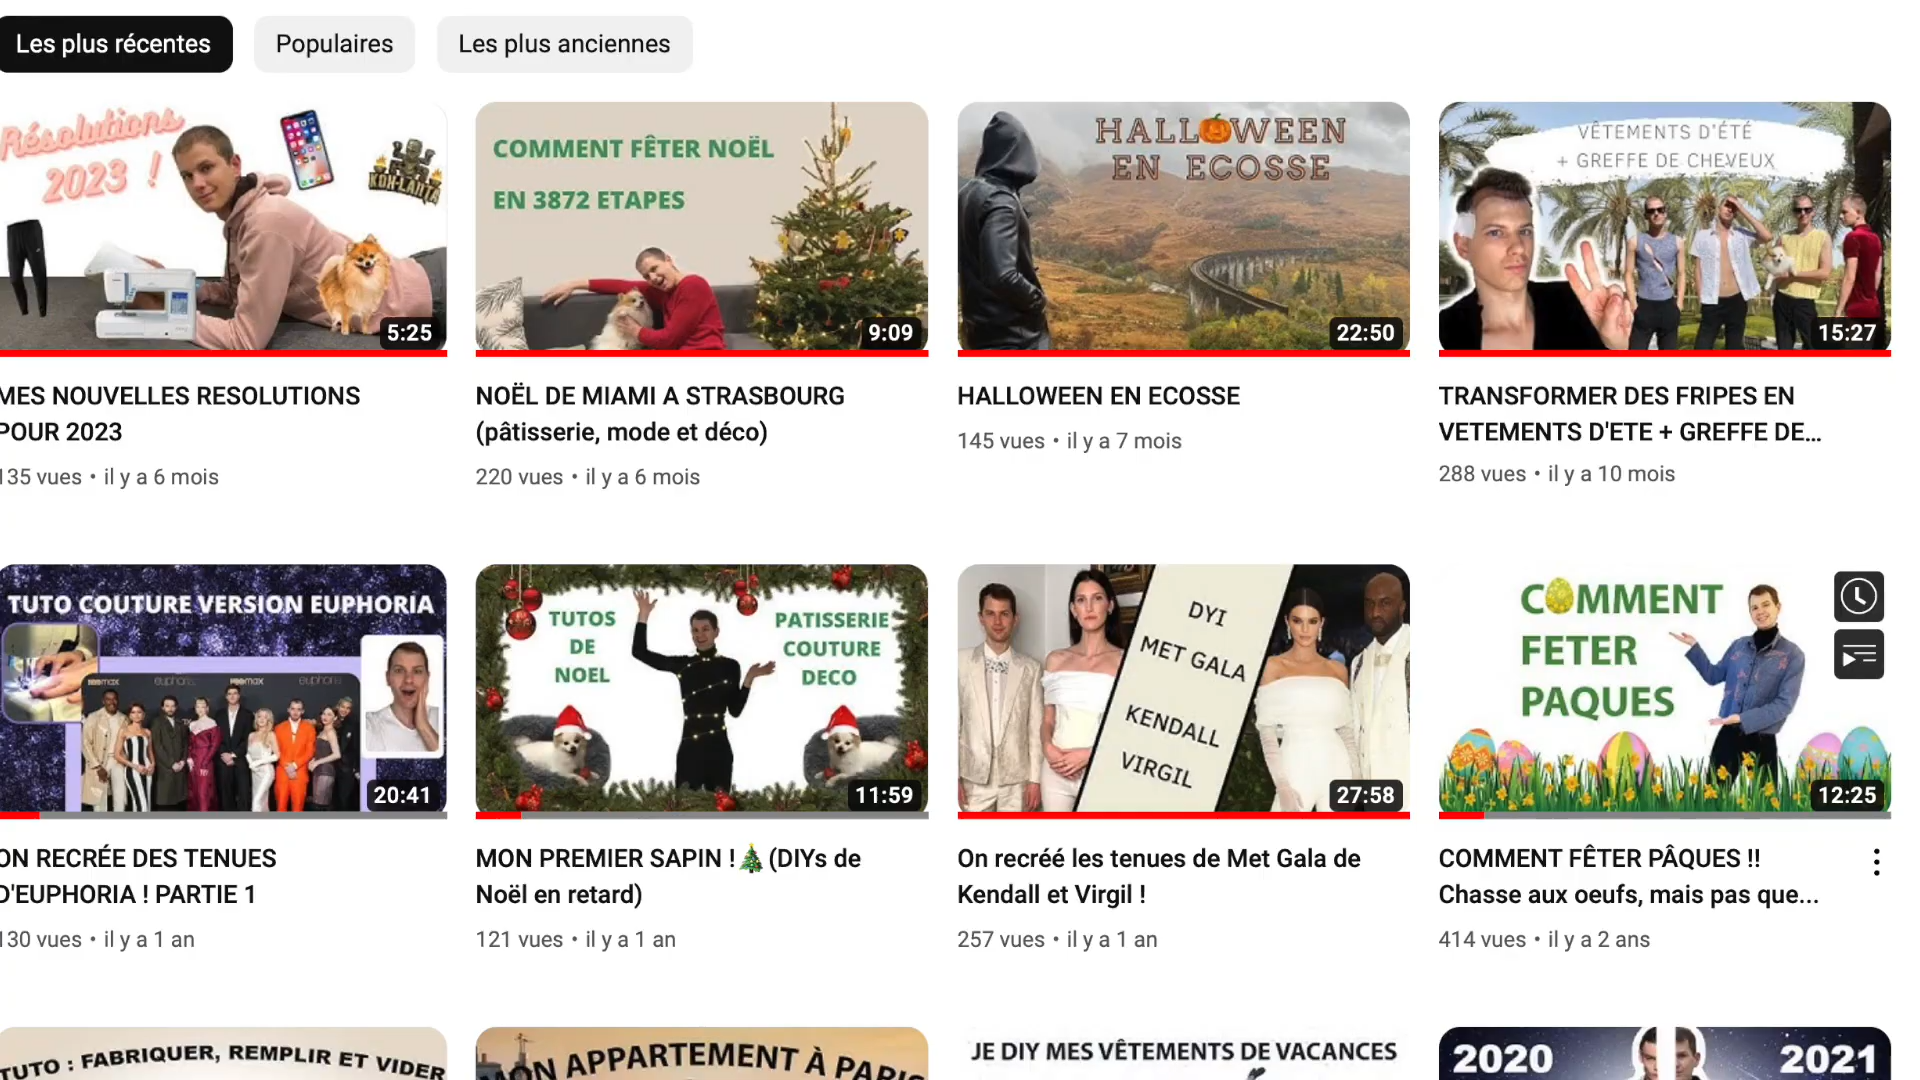 Les plus récentes
Populaires
Les plus anciennes
Résolutions
2023 !
KOH-LANTA
5:25
COMMENT FÊTER NOËL
EN 3872 ETAPES
9:09
HALLOWEEN
EN ECOSSE
22:50
VÊTEMENTS D'ÉTÉ
+ GREFFE DE CHEVEUX
15:27
MES NOUVELLES RESOLUTIONS
POUR 2023
135 vues • il y a 6 mois
NOËL DE MIAMI A STRASBOURG
(pâtisserie, mode et déco)
220 vues • il y a 6 mois
HALLOWEEN EN ECOSSE
145 vues • il y a 7 mois
TRANSFORMER DES FRIPES EN
VETEMENTS D'ETE + GREFFE DE...
288 vues • il y a 10 mois
TUTO COUTURE VERSION EUPHORIA
HBOmax
euphoria
HBOmax
euphoria
20:41
TUTOS
DE
NOEL
PATISSERIE
COUTURE
DECO
11:59
DYI
MET GALA
KENDALL
VIRGIL
27:58
COMMENT
FETER
PAQUES
12:25
ON RECRÉE DES TENUES
D'EUPHORIA ! PARTIE 1
130 vues • il y a 1 an
MON PREMIER SAPIN !🎄(DIYs de
Noël en retard)
121 vues • il y a 1 an
On recréé les tenues de Met Gala de
Kendall et Virgil !
257 vues • il y a 1 an
COMMENT FÊTER PÂQUES !!
Chasse aux oeufs, mais pas que...
414 vues • il y a 2 ans
TUTO : FABRIQUER, REMPLIR ET VIDER
MON APPARTEMENT À PARIS
JE DIY MES VÊTEMENTS DE VACANCES
2020
2021